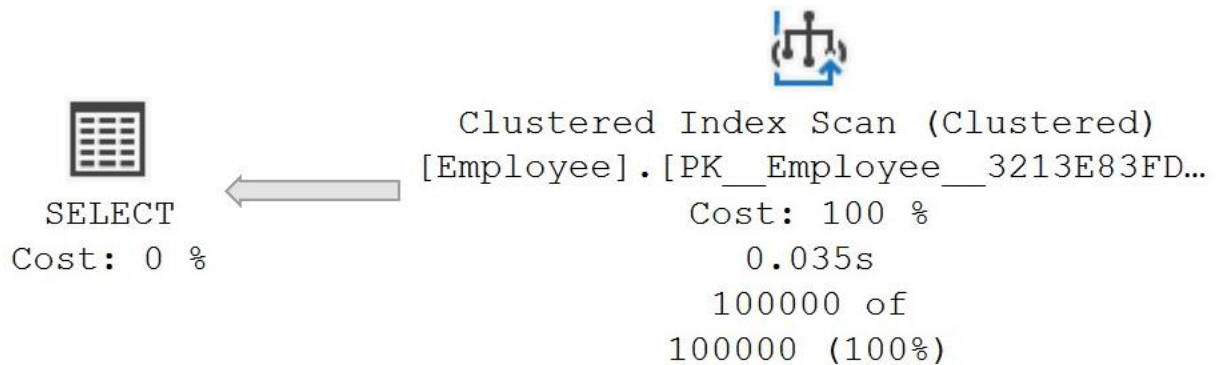 SELECT
Cost: 0 %
Clustered Index Scan (Clustered)
[Employee].[PK__Employee__3213E83FD…
Cost: 100 %
0.035s
100000 of
100000 (100%)